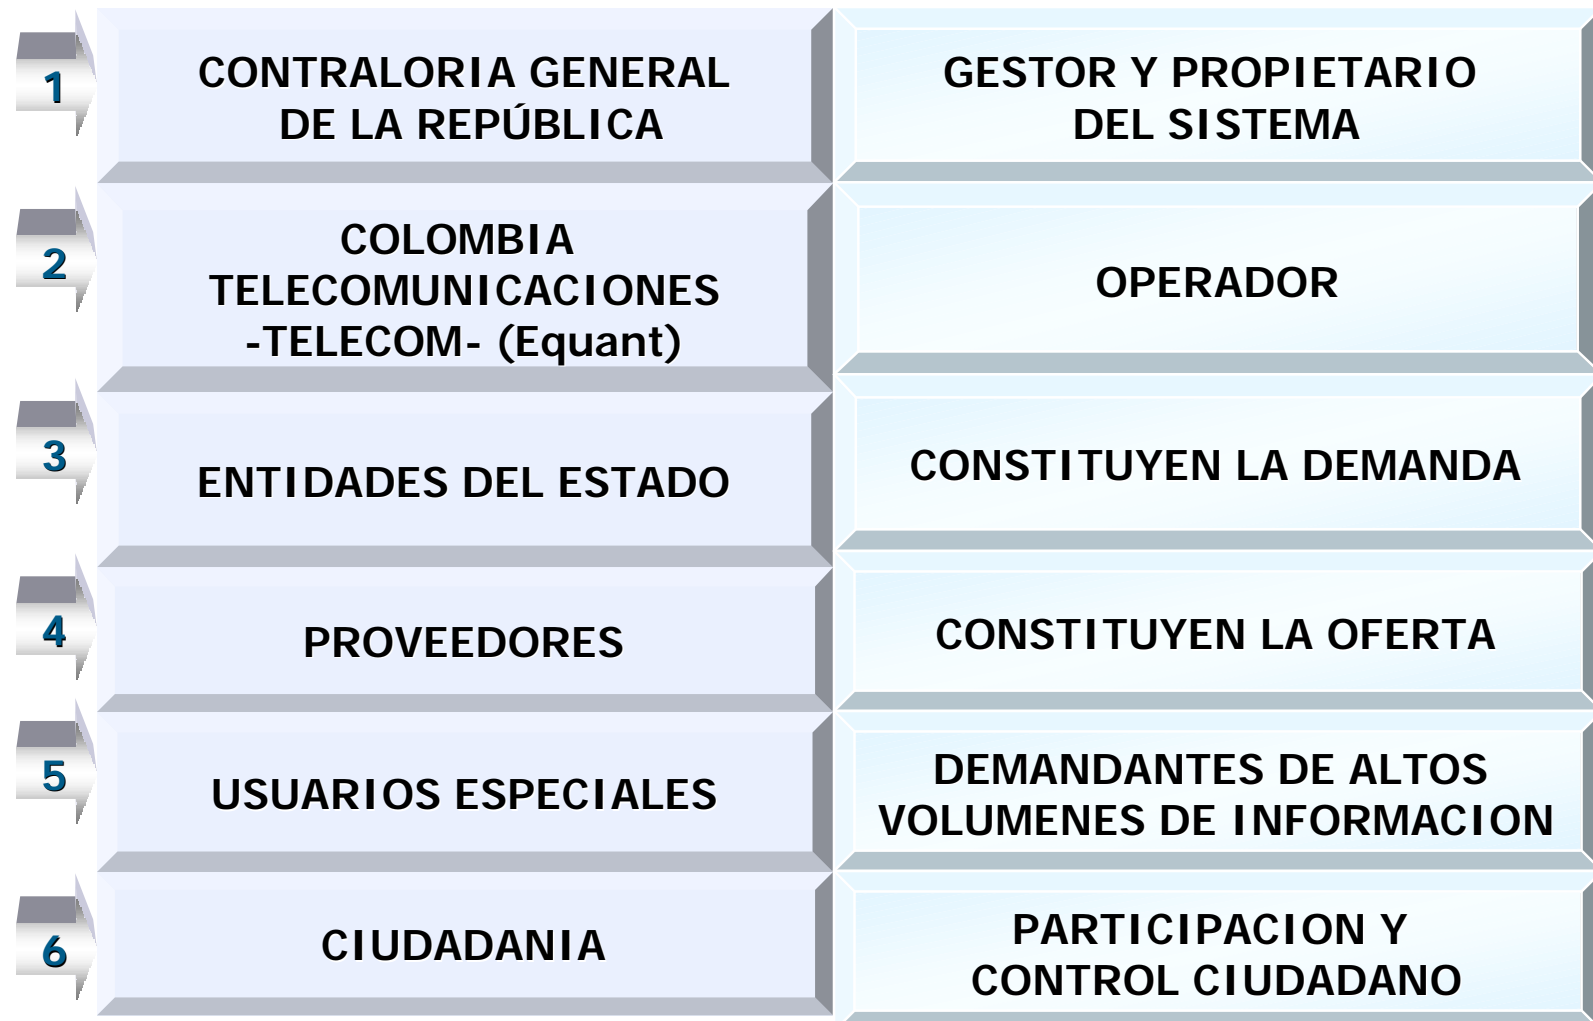 1
CONTRALORIA GENERAL
DE LA REPÚBLICA
GESTOR Y PROPIETARIO
DEL SISTEMA
2
COLOMBIA
TELECOMUNICACIONES
-TELECOM- (Equant)
OPERADOR
3
ENTIDADES DEL ESTADO
CONSTITUYEN LA DEMANDA
4
PROVEEDORES
CONSTITUYEN LA OFERTA
5
USUARIOS ESPECIALES
DEMANDANTES DE ALTOS
VOLUMENES DE INFORMACION
6
CIUDADANIA
PARTICIPACION Y
CONTROL CIUDADANO